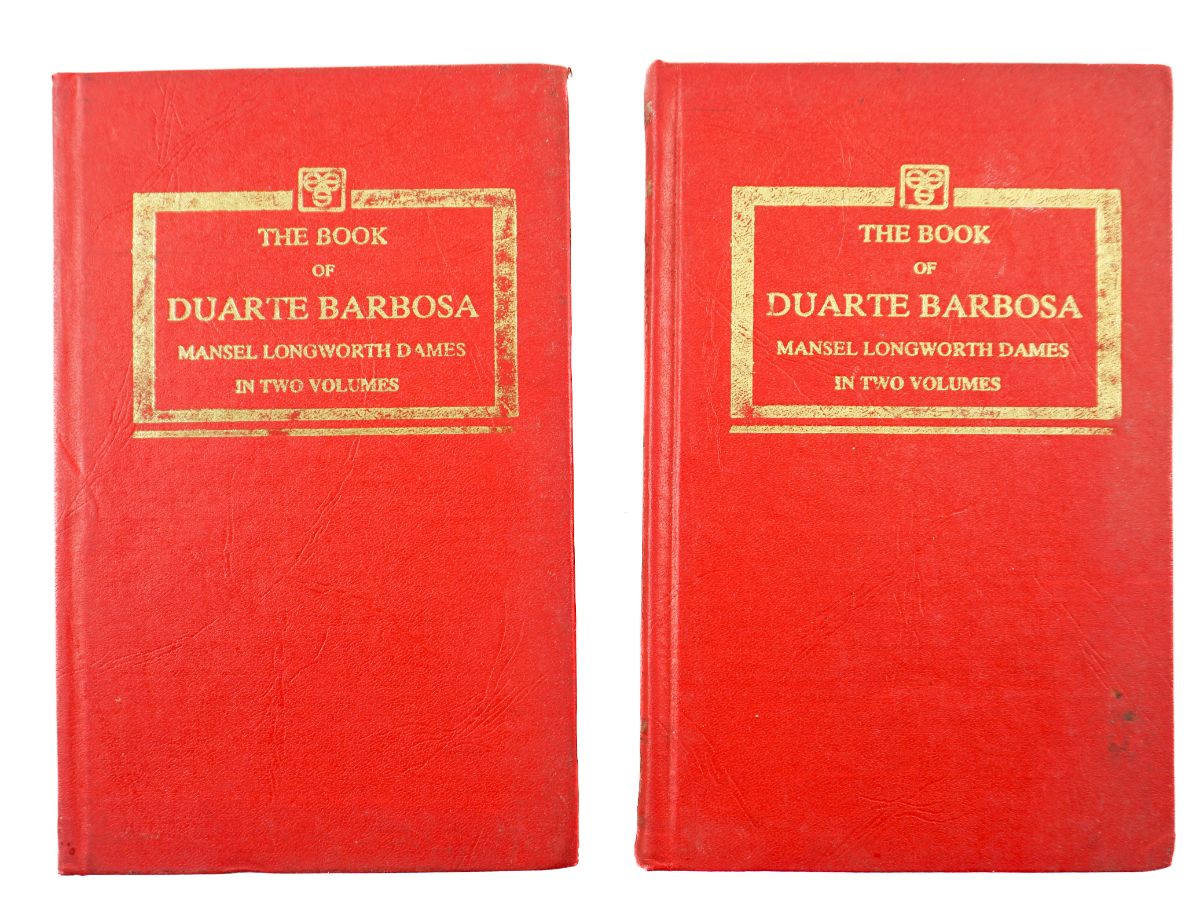 THE BOOK
OF
DUARTE BARBOSA
MANSEL LONGWORTH DAMES
IN TWO VOLUMES
THE BOOK
OF
DUARTE BARBOSA
MANSEL LONGWORTH DAMES
IN TWO VOLUMES